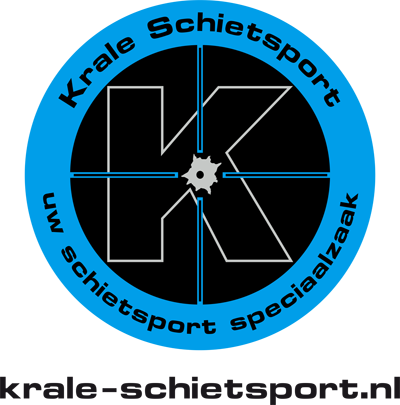 Krale Schietsport
K
uw schietsport speciaalzaak
krale-schietsport.nl